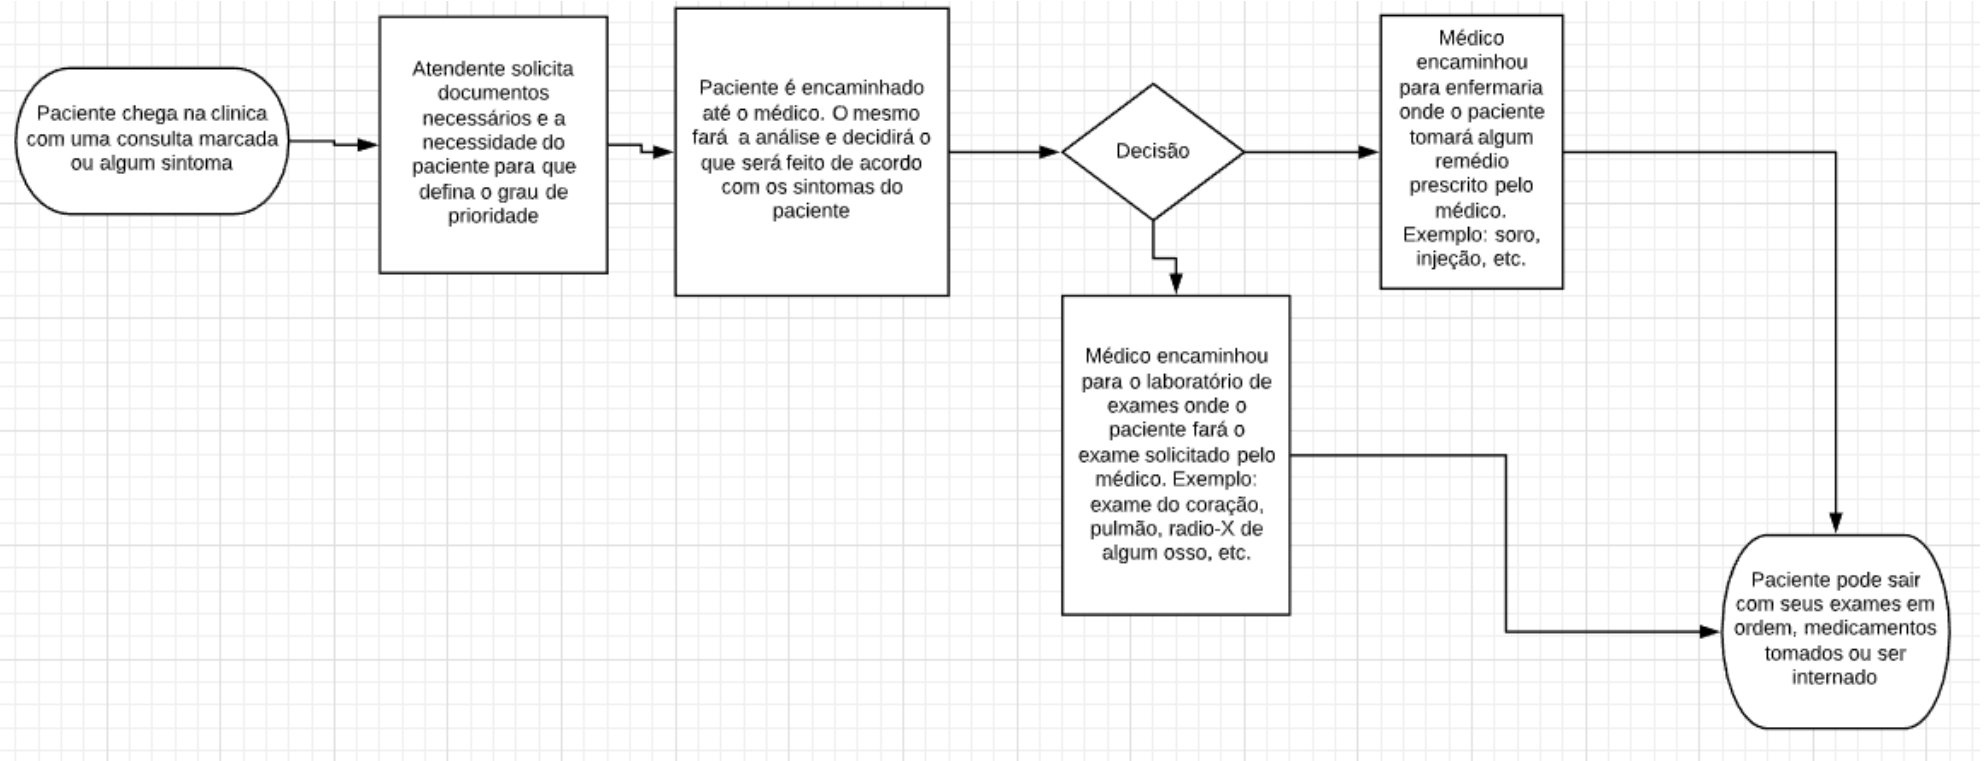 Paciente chega na clinica
com uma consulta marcada
ou algum sintoma
Atendente solicita
documentos
necessários e a
necessidade do
paciente para que
defina o grau de
prioridade
Paciente é encaminhado
até o médico. O mesmo
fará a análise e decidirá o
que será feito de acordo
com os sintomas do
paciente
Decisão
Médico
encaminhou
para enfermaria
onde o paciente
tomará algum
remédio
prescrito pelo
médico.
Exemplo: soro,
injeção, etc.
Médico encaminhou
para o laboratório de
exames onde o
paciente fará o
exame solicitado pelo
médico. Exemplo:
exame do coração,
pulmão, radio-X de
algum osso, etc.
Paciente pode sair
com seus exames em
ordem, medicamentos
tomados ou ser
internado